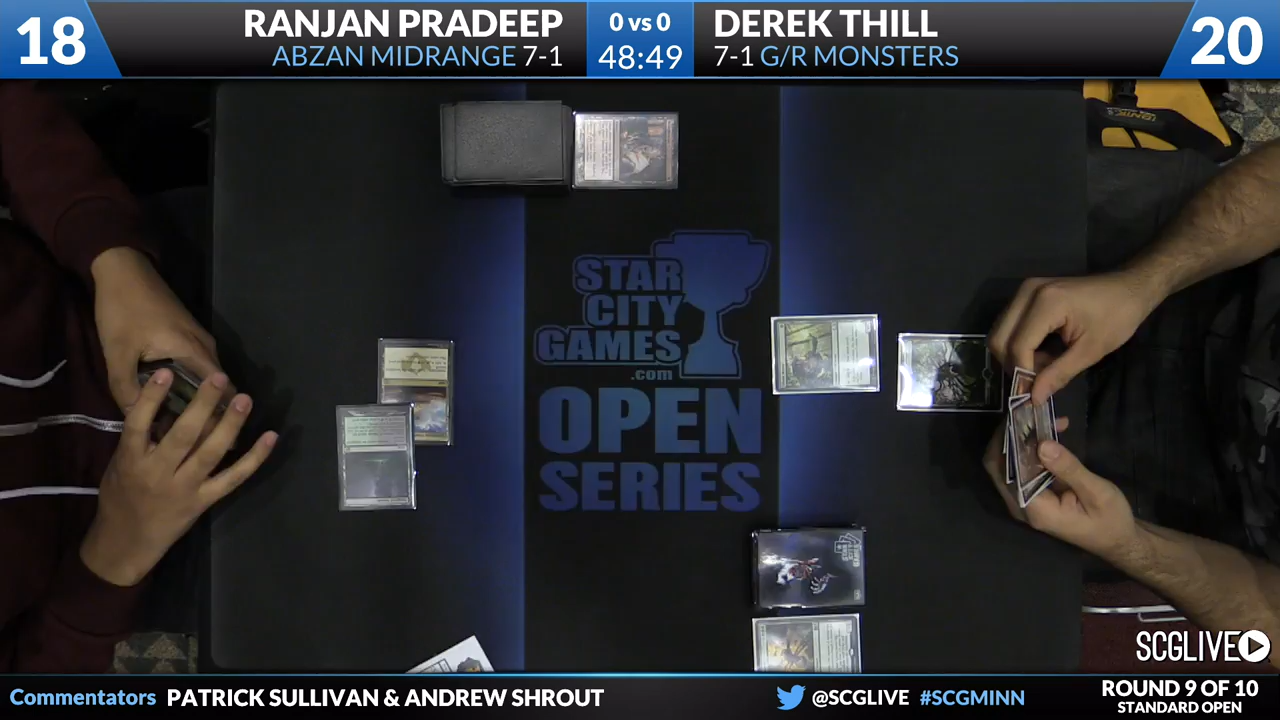 18
RANJAN PRADEEP
ABZAN MIDRANGE 7-1
0 vs 0
48:49
DEREK THILL
7-1 G/R MONSTERS
20
STAR
CITY
GAMES
.com
OPEN
SERIES
SCGLIVE
Commentators PATRICK SULLIVAN & ANDREW SHROUT
@SCGLIVE #SCGMINN
ROUND 9 OF 10
STANDARD OPEN